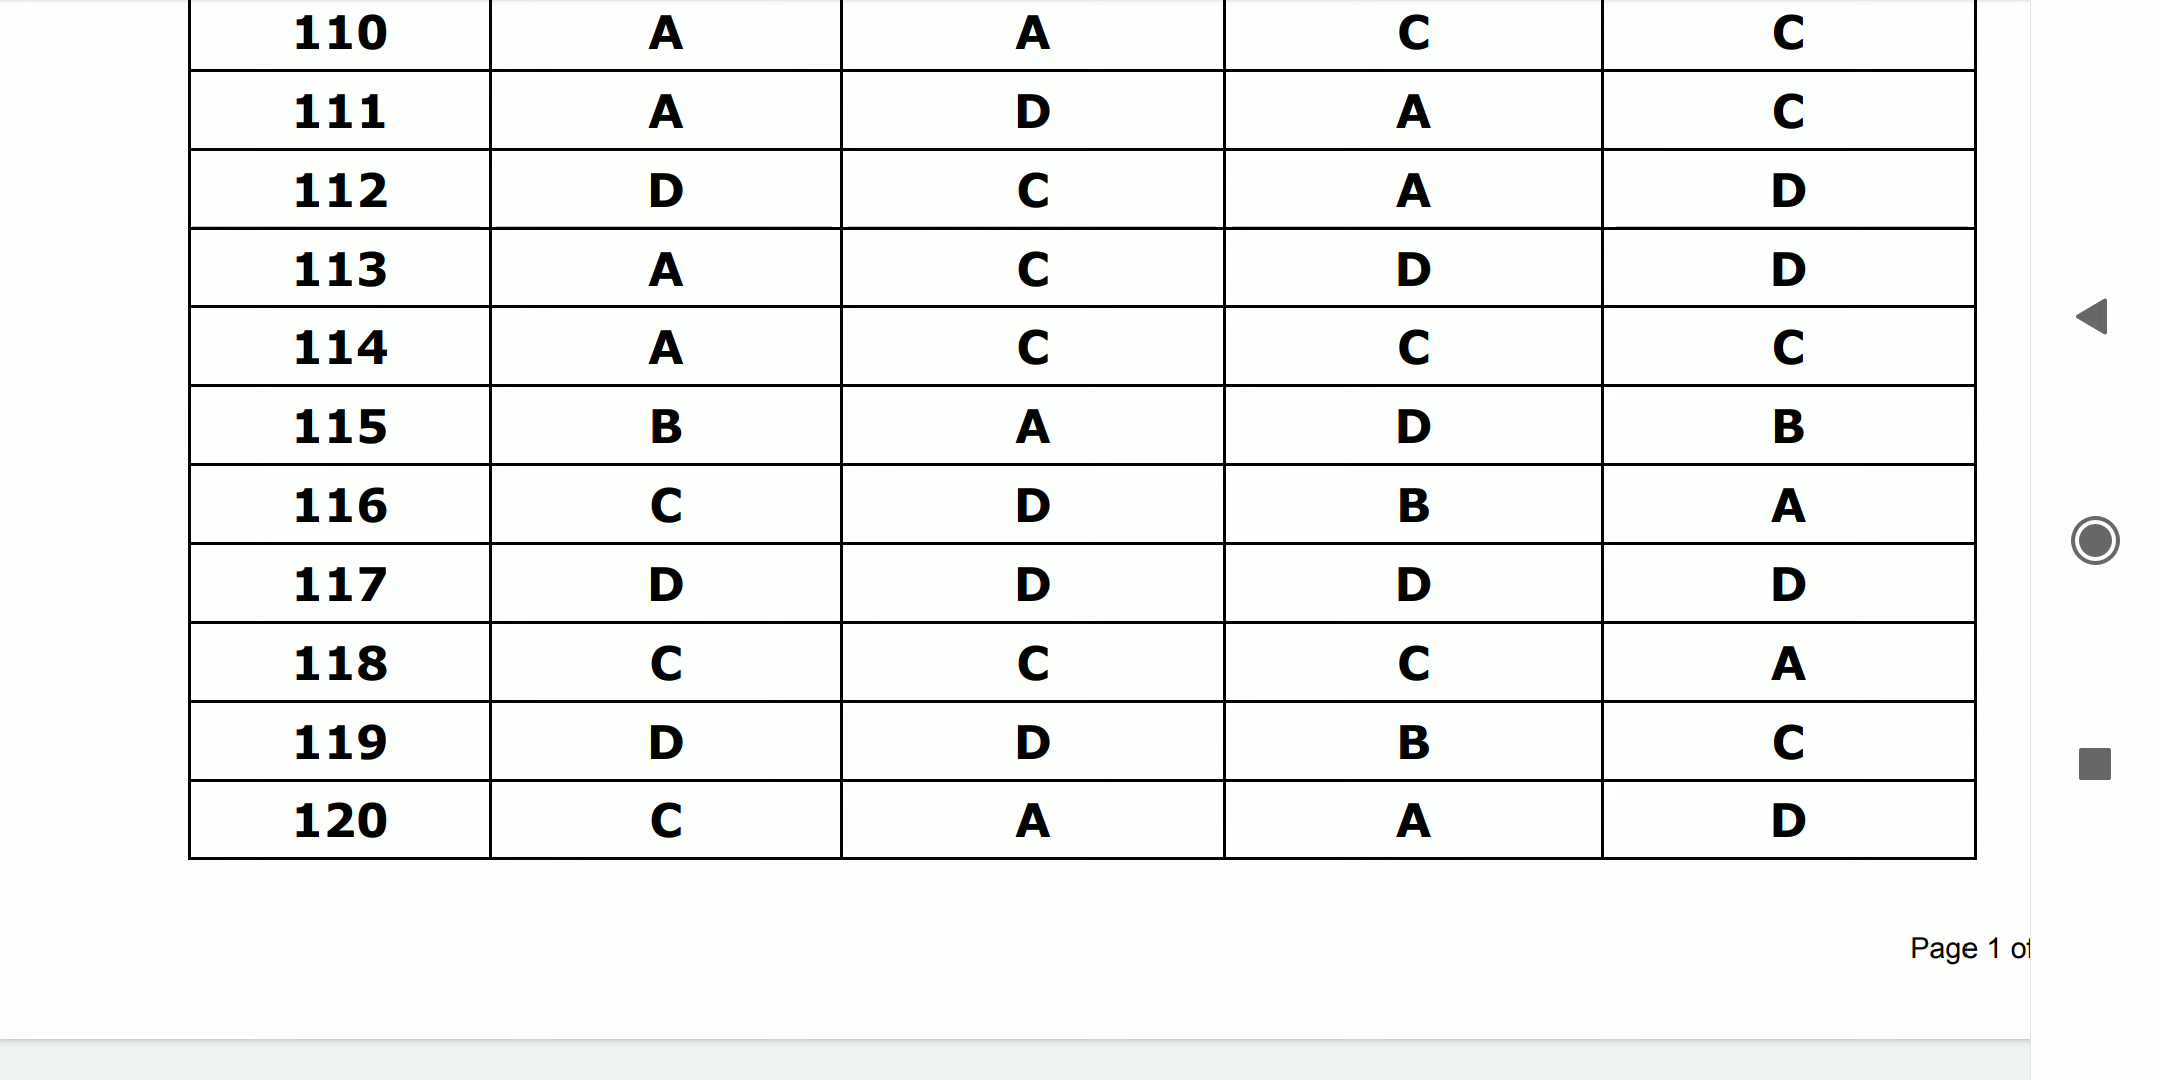 110 A A C C
111 A D A C
112 D C A D
113 A C D D
114 A C C C
115 B A D B
116 C D B A
117 D D D D
118 C C C A
119 D D B C
120 C A A D
Page 1 of